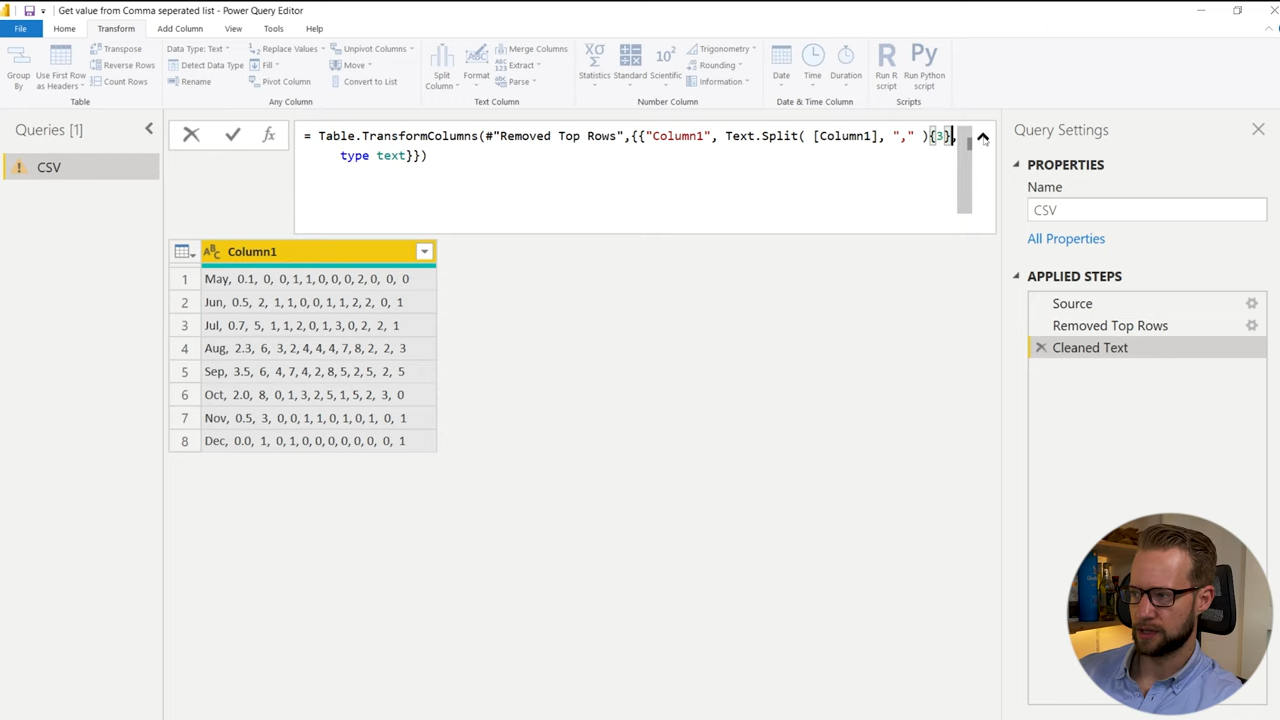 Get value from Comma seperated list - Power Query Editor
File Home Transform Add Column View Tools Help
Group By
Use First Row as Headers
Transpose
Reverse Rows
Count Rows
Table
Data Type: Text
Detect Data Type
Rename
Replace Values
Fill
Pivot Column
Unpivot Columns
Move
Convert to List
Any Column
Split Column
Format
Merge Columns
Extract
Parse
Text Column
Statistics
Standard
Scientific
Trigonometry
Rounding
Information
Number Column
Date
Time
Duration
Date & Time Column
Run R script
Run Python script
Scripts
Queries [1]
CSV
= Table.TransformColumns(#"Removed Top Rows",{{"Column1", Text.Split( [Column1], "," ){3},
type text}})
Column1
1 May, 0.1, 0, 0, 1, 1, 0, 0, 0, 2, 0, 0, 0
2 Jun, 0.5, 2, 1, 1, 0, 0, 1, 1, 2, 2, 0, 1
3 Jul, 0.7, 5, 1, 1, 2, 0, 1, 3, 0, 2, 2, 1
4 Aug, 2.3, 6, 3, 2, 4, 4, 4, 7, 8, 2, 2, 3
5 Sep, 3.5, 6, 4, 7, 4, 2, 8, 5, 2, 5, 2, 5
6 Oct, 2.0, 8, 0, 1, 3, 2, 5, 1, 5, 2, 3, 0
7 Nov, 0.5, 3, 0, 0, 1, 1, 0, 1, 0, 1, 0, 1
8 Dec, 0.0, 1, 0, 1, 0, 0, 0, 0, 0, 0, 0, 1
Query Settings
PROPERTIES
Name
CSV
All Properties
APPLIED STEPS
Source
Removed Top Rows
Cleaned Text